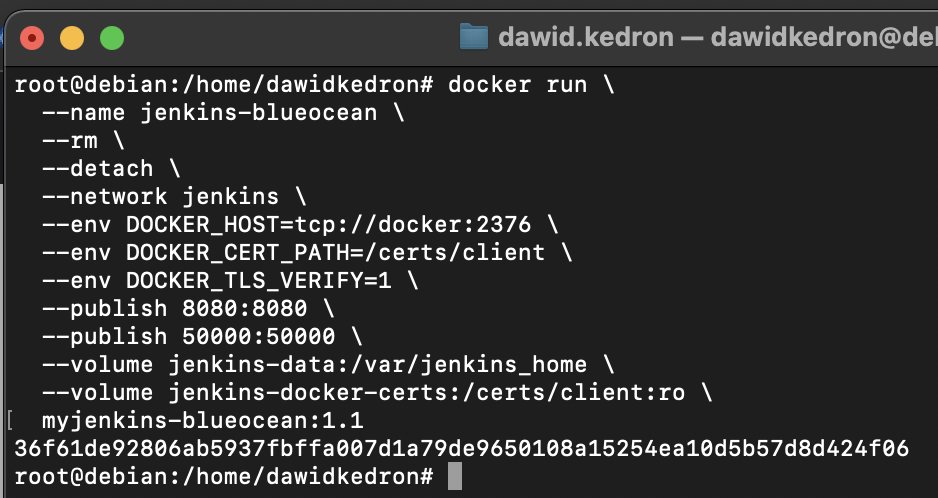 dawid.kedron — dawidkedron@de
root@debian:/home/dawidkedron# docker run \
--name jenkins-blueocean \
--rm \
--detach \
--network jenkins \
--env DOCKER_HOST=tcp://docker:2376 \
--env DOCKER_CERT_PATH=/certs/client \
--env DOCKER_TLS_VERIFY=1 \
--publish 8080:8080 \
--publish 50000:50000 \
--volume jenkins-data:/var/jenkins_home \
--volume jenkins-docker-certs:/certs/client:ro \
[ myjenkins-blueocean:1.1
36f61de92806ab5937fbffa007d1a79de9650108a15254ea10d5b57d8d424f06
root@debian:/home/dawidkedron#